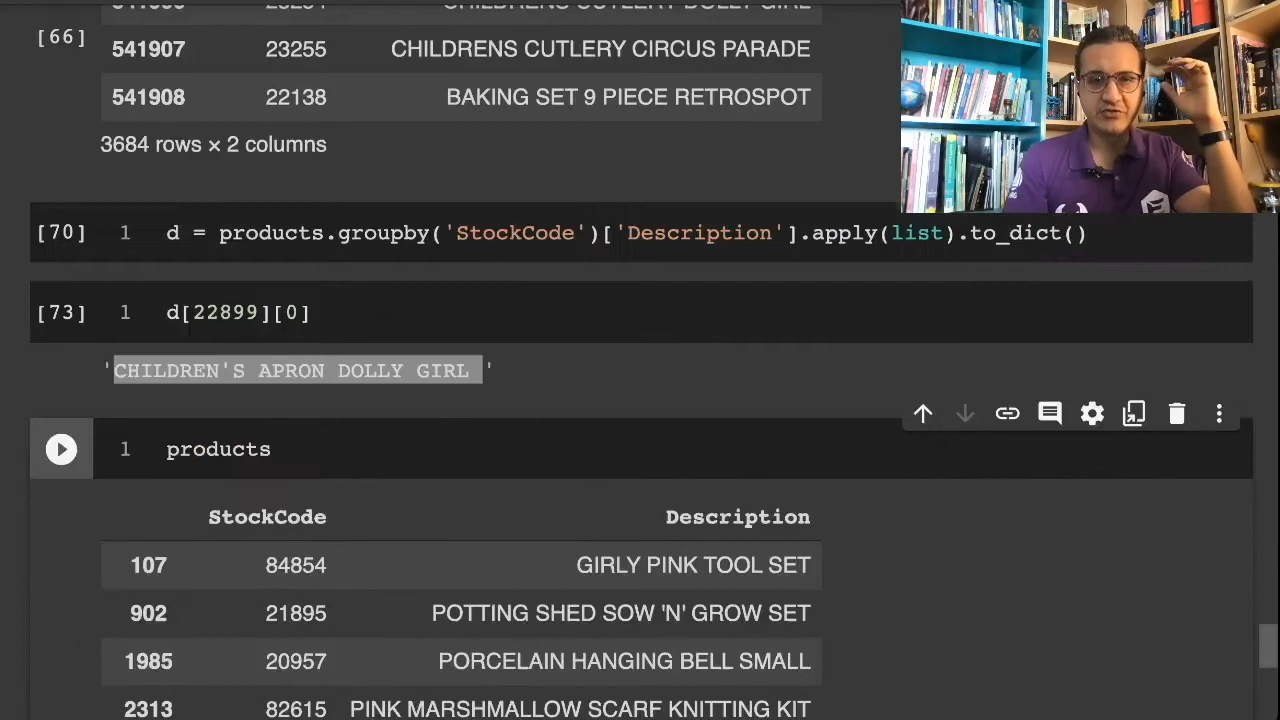 [66]
541907 23255 CHILDRENS CUTLERY CIRCUS PARADE
541908 22138 BAKING SET 9 PIECE RETROSPOT
3684 rows × 2 columns
[70] 1 d = products.groupby('StockCode')['Description'].apply(list).to_dict()
[73] 1 d[22899][0]
'CHILDREN'S APRON DOLLY GIRL '
1 products
StockCode Description
107 84854 GIRLY PINK TOOL SET
902 21895 POTTING SHED SOW 'N' GROW SET
1985 20957 PORCELAIN HANGING BELL SMALL
2313 82615 PINK MARSHMALLOW SCARF KNITTING KIT